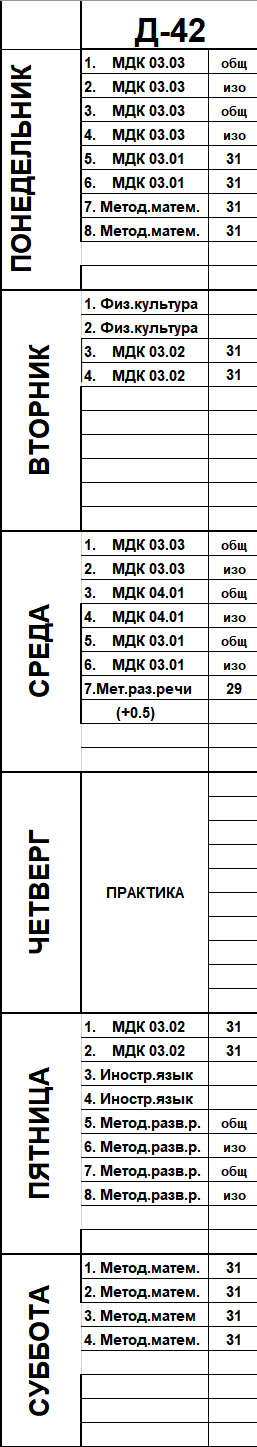 Д-42
ПОНЕДЕЛЬНИК
1. МДК 03.03 общ
2. МДК 03.03 изо
3. МДК 03.03 общ
4. МДК 03.03 изо
5. МДК 03.01 31
6. МДК 03.01 31
7. Метод.матем. 31
8. Метод.матем. 31
ВТОРНИК
1. Физ.культура
2. Физ.культура
3. МДК 03.02 31
4. МДК 03.02 31
СРЕДА
1. МДК 03.03 общ
2. МДК 03.03 изо
3. МДК 04.01 общ
4. МДК 04.01 изо
5. МДК 03.01 общ
6. МДК 03.01 изо
7.Мет.раз.речи 29
(+0.5)
ЧЕТВЕРГ
ПРАКТИКА
ПЯТНИЦА
1. МДК 03.02 31
2. МДК 03.02 31
3. Иностр.язык
4. Иностр.язык
5. Метод.разв.р. общ
6. Метод.разв.р. изо
7. Метод.разв.р. общ
8. Метод.разв.р. изо
СУББОТА
1. Метод.матем. 31
2. Метод.матем. 31
3. Метод.матем 31
4. Метод.матем. 31